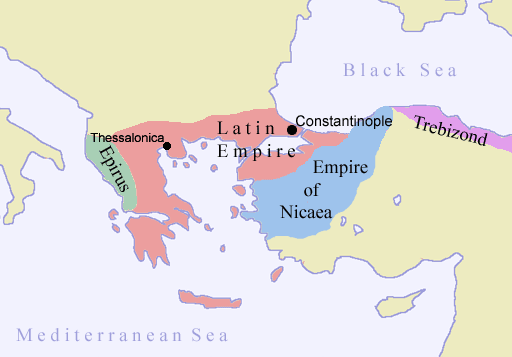 Black Sea
Trebizond
Constantinople
Latin
Empire
Thessalonica
Epirus
Empire
of
Nicaea
Mediterranean Sea